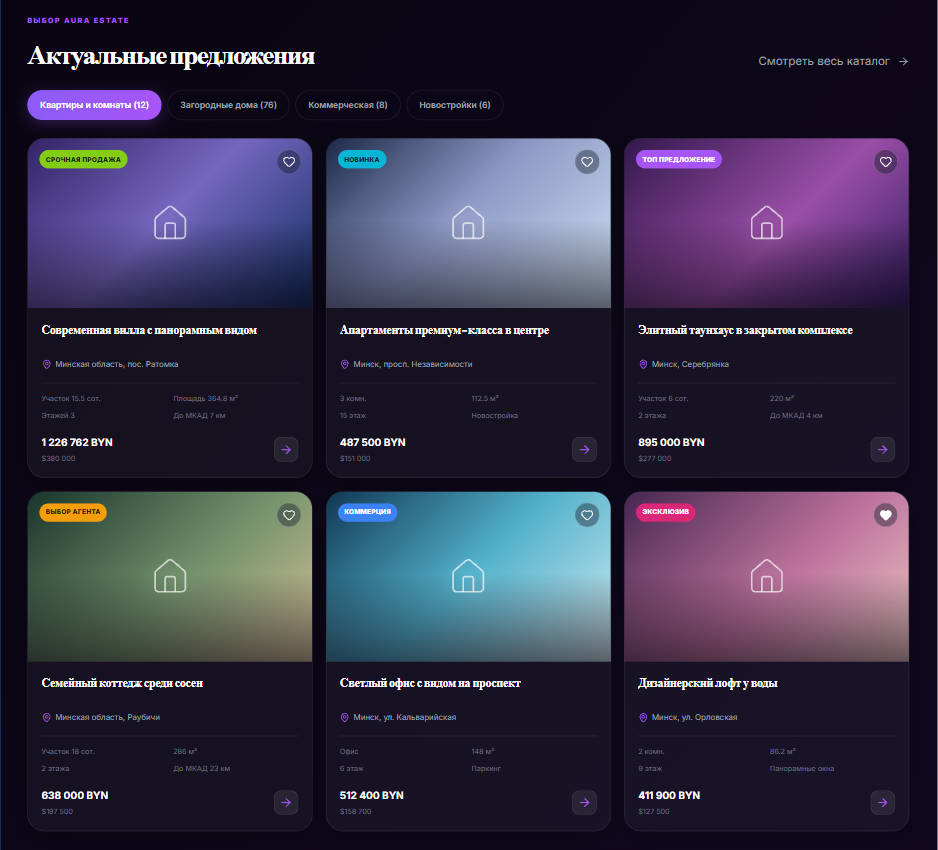 ВЫБОР AURA ESTATE
Актуальные предложения
Смотреть весь каталог →
Квартиры и комнаты (12)
Загородные дома (76)
Коммерческая (8)
Новостройки (6)
СРОЧНАЯ ПРОДАЖА
Современная вилла с панорамным видом
Минская область, пос. Ратомка
Участок 15.5 сот.
Площадь 364.8 м²
Этажей 3
До МКАД 7 км
1 226 762 BYN
$380 000
НОВИНКА
Апартаменты премиум-класса в центре
Минск, просп. Независимости
3 комн.
112.5 м²
15 этаж
Новостройка
487 500 BYN
$151 000
ТОП ПРЕДЛОЖЕНИЕ
Элитный таунхаус в закрытом комплексе
Минск, Серебрянка
Участок 6 сот.
220 м²
2 этажа
До МКАД 4 км
895 000 BYN
$277 000
ВЫБОР АГЕНТА
Семейный коттедж среди сосен
Минская область, Раубичи
Участок 18 сот.
286 м²
2 этажа
До МКАД 23 км
638 000 BYN
$197 500
КОММЕРЦИЯ
Светлый офис с видом на проспект
Минск, ул. Кальварийская
Офис
148 м²
6 этаж
Паркинг
512 400 BYN
$158 700
ЭКСКЛЮЗИВ
Дизайнерский лофт у воды
Минск, ул. Орловская
2 комн.
86.2 м²
9 этаж
Панорамные окна
411 900 BYN
$127 500